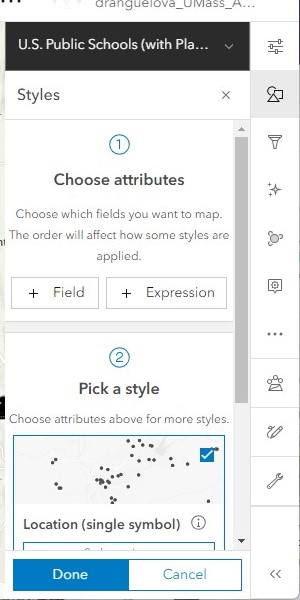 dranguelova_UMass_A...
U.S. Public Schools (with Pla...
Styles
1
Choose attributes
Choose which fields you want to map.
The order will affect how some styles are
applied.
+ Field
+ Expression
2
Pick a style
Choose attributes above for more styles.
Location (single symbol)
Done
Cancel